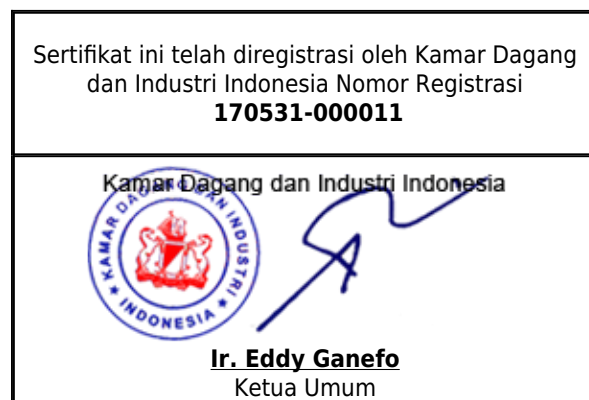 Sertifikat ini telah diregistrasi oleh Kamar Dagang
dan Industri Indonesia Nomor Registrasi
170531-000011
Kamar Dagang dan Industri Indonesia
KAMAR DAGANG DAN INDUSTRI
INDONESIA
Ir. Eddy Ganefo
Ketua Umum